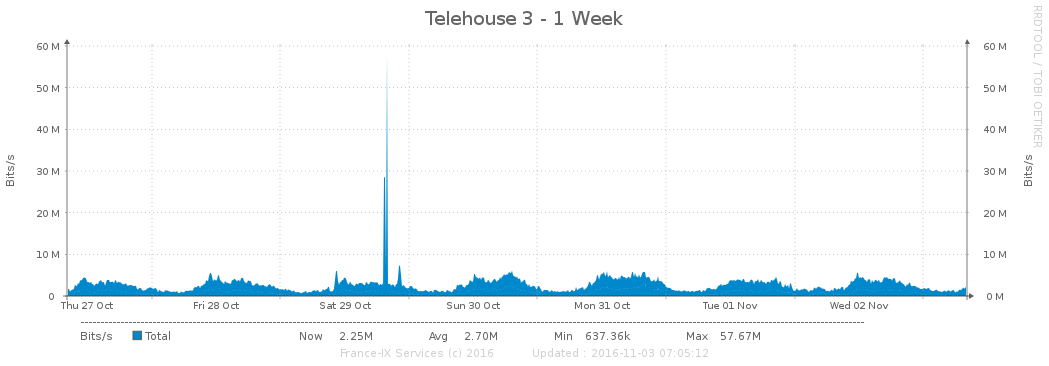 Telehouse 3 - 1 Week
RRDTOOL / TOBI OETIKER
Bits/s
60 M
50 M
40 M
30 M
20 M
10 M
0
60 M
50 M
40 M
30 M
20 M
10 M
0 M
Bits/s
Thu 27 Oct Fri 28 Oct Sat 29 Oct Sun 30 Oct Mon 31 Oct Tue 01 Nov Wed 02 Nov
Bits/s Total Now 2.25M Avg 2.70M Min 637.36k Max 57.67M
France-IX Services (c) 2016 Updated : 2016-11-03 07:05:12